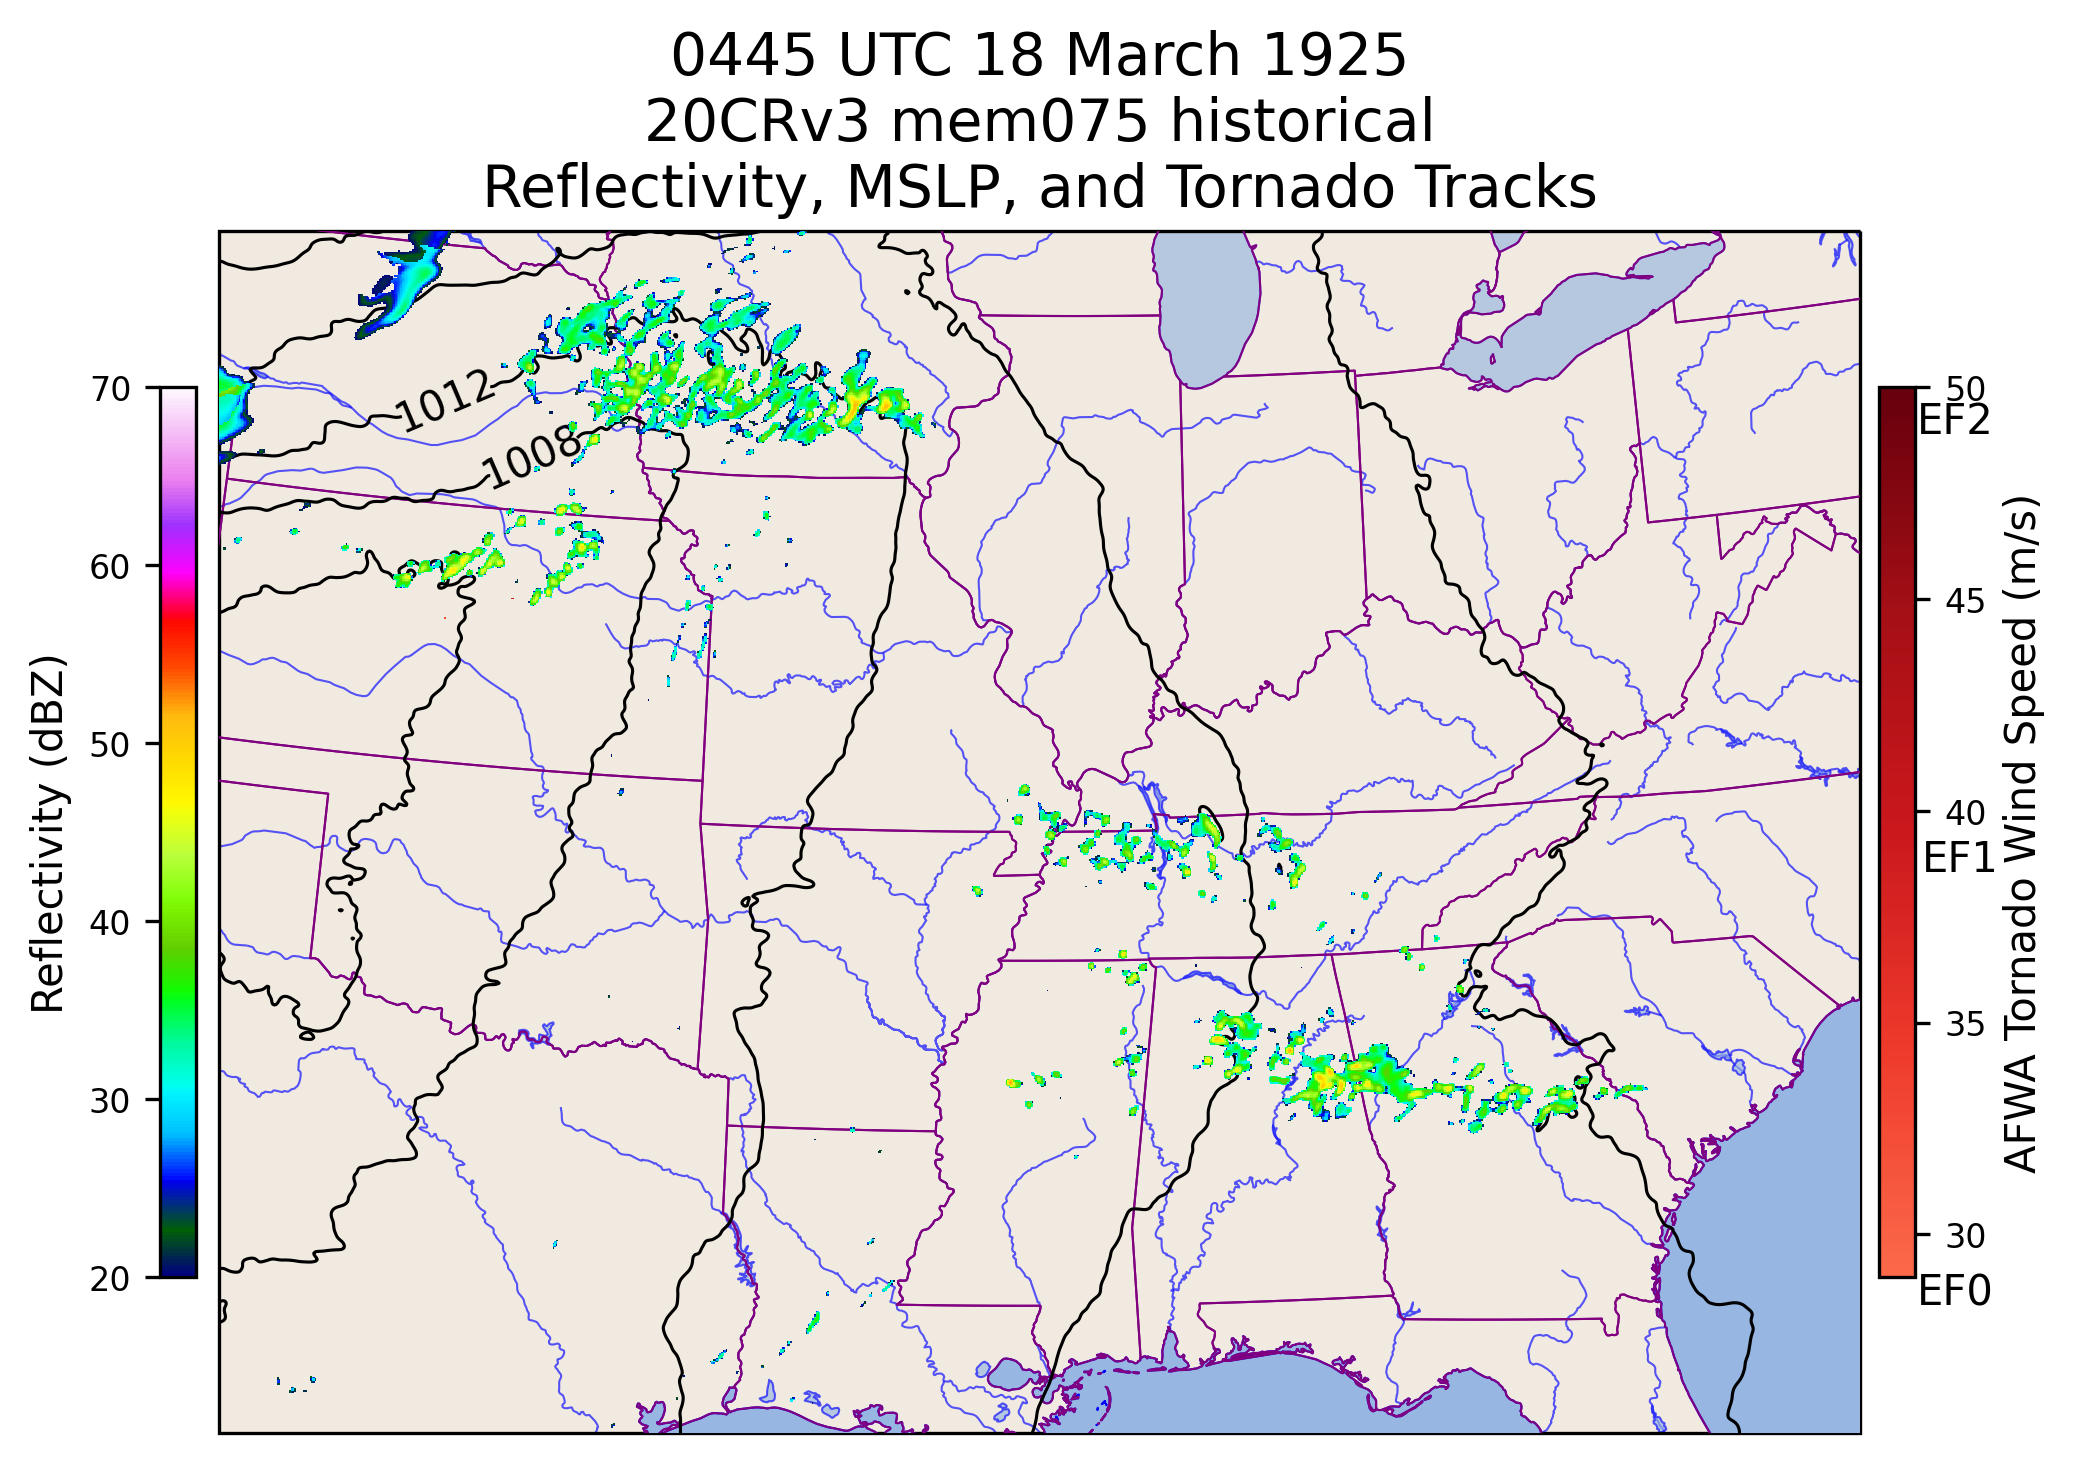 0445 UTC 18 March 1925
20CRv3 mem075 historical
Reflectivity, MSLP, and Tornado Tracks
Reflectivity (dBZ)
70
60
50
40
30
20
1012
1008
50
EF2
45
40
EF1
35
30
EF0
AFWA Tornado Wind Speed (m/s)